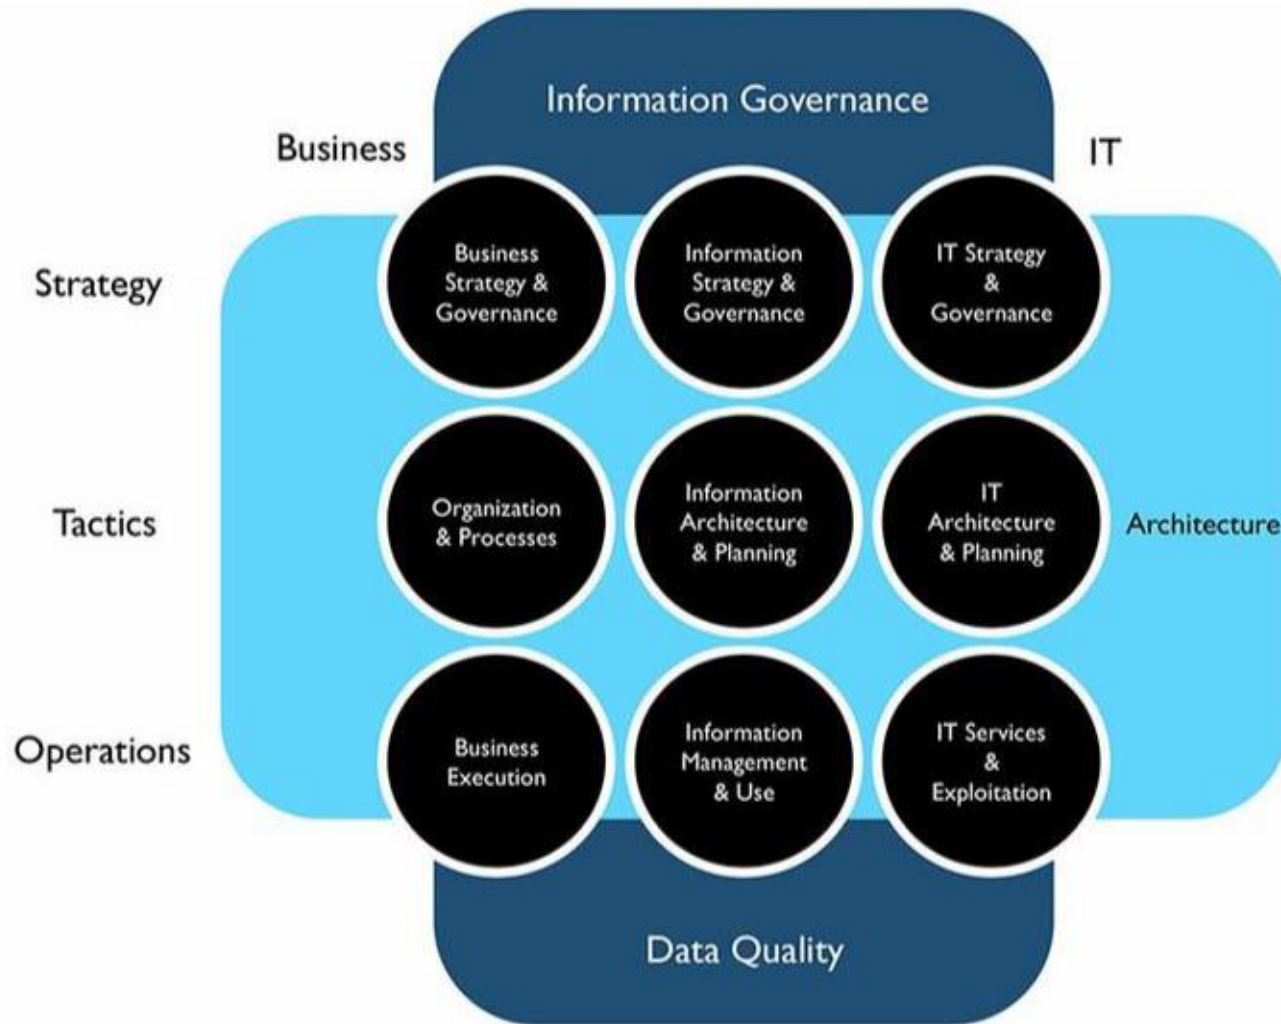 Information Governance
Business
IT
Strategy
Business
Strategy &
Governance
Information
Strategy &
Governance
IT Strategy
&
Governance
Tactics
Organization
& Processes
Information
Architecture
& Planning
IT
Architecture
& Planning
Architecture
Operations
Business
Execution
Information
Management
& Use
IT Services
&
Exploitation
Data Quality